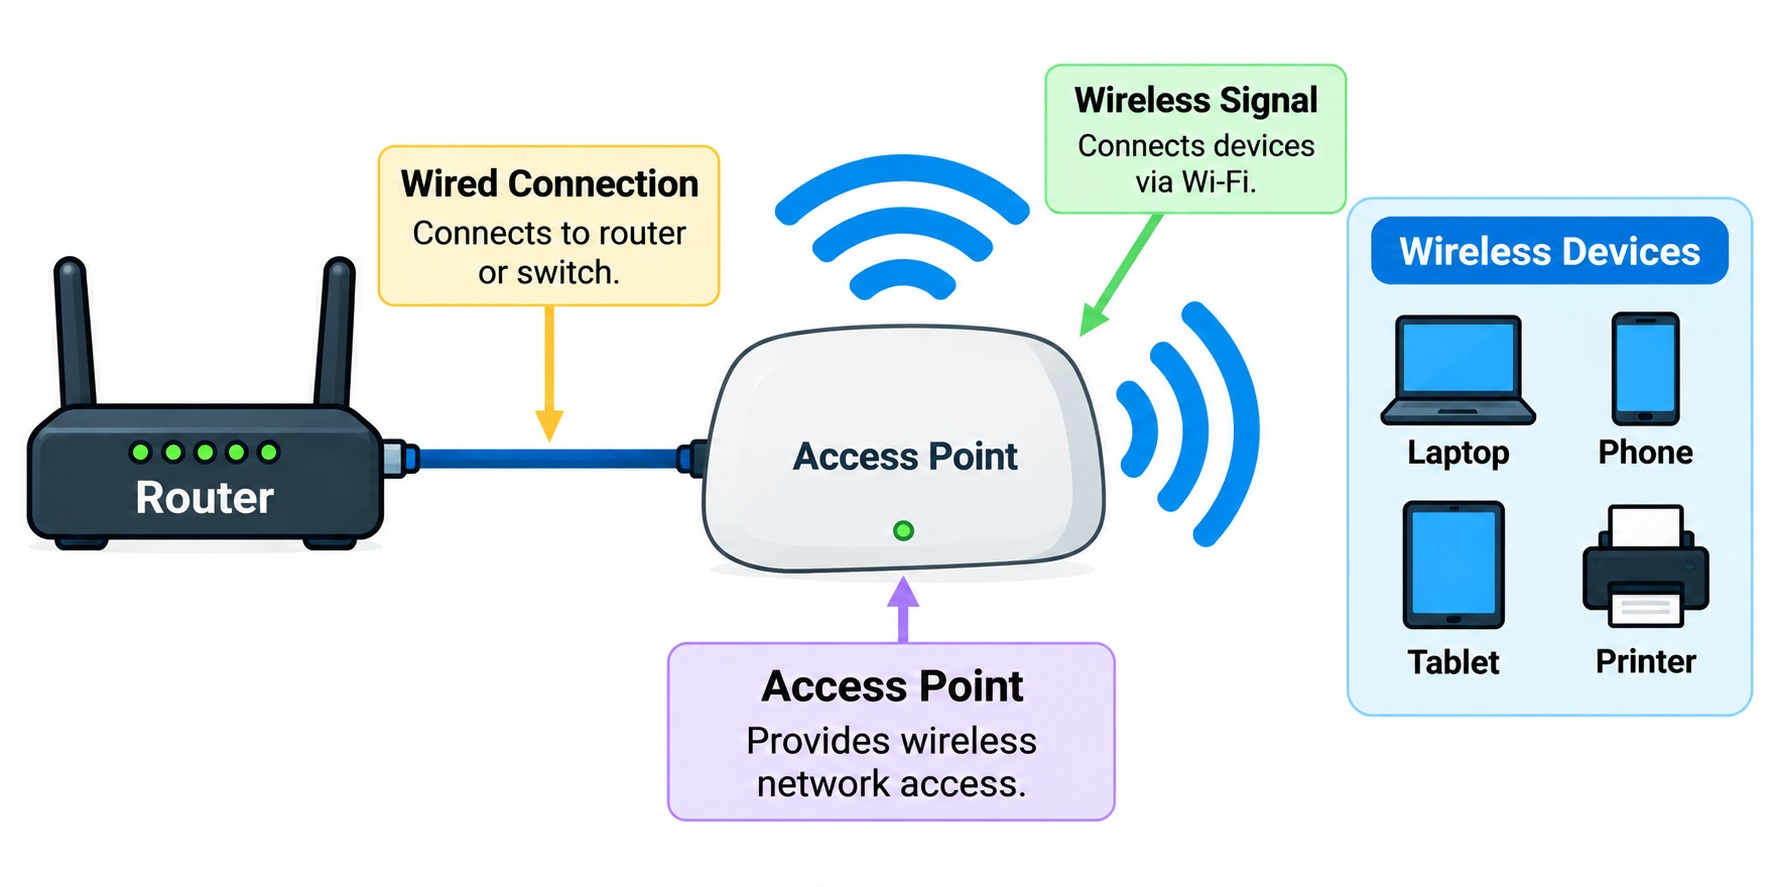 Wireless Signal
Connects devices
via Wi-Fi.
Wired Connection
Connects to router
or switch.
Wireless Devices
Laptop
Phone
Tablet
Printer
Router
Access Point
Access Point
Provides wireless
network access.